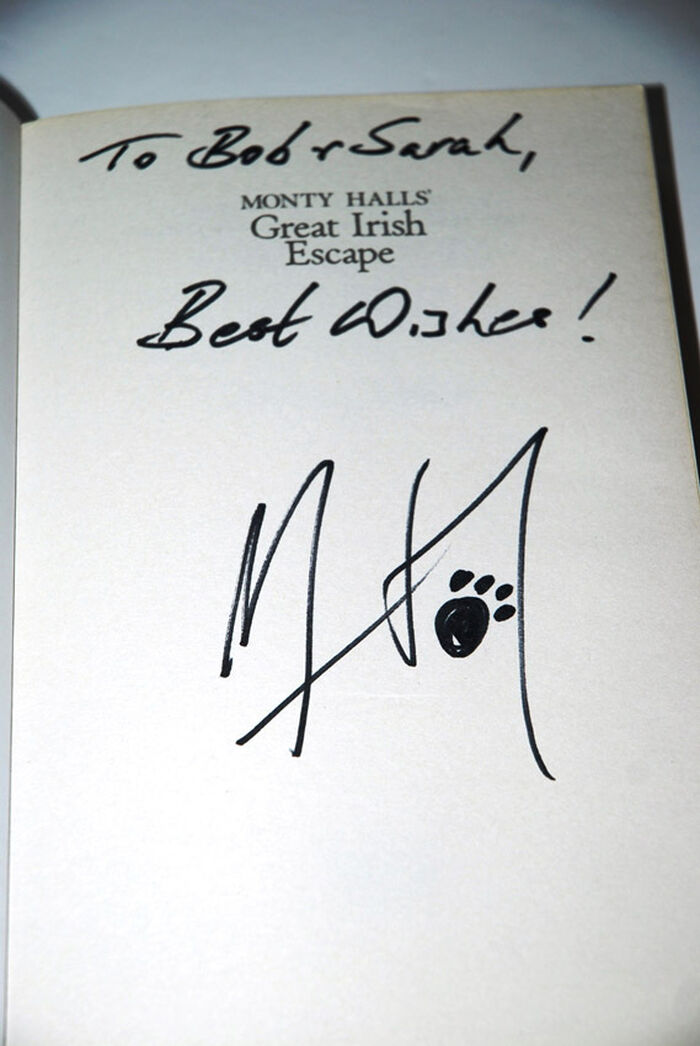 To Bob + Sarah,
MONTY HALLS'
Great Irish
Escape
Best Wishes!